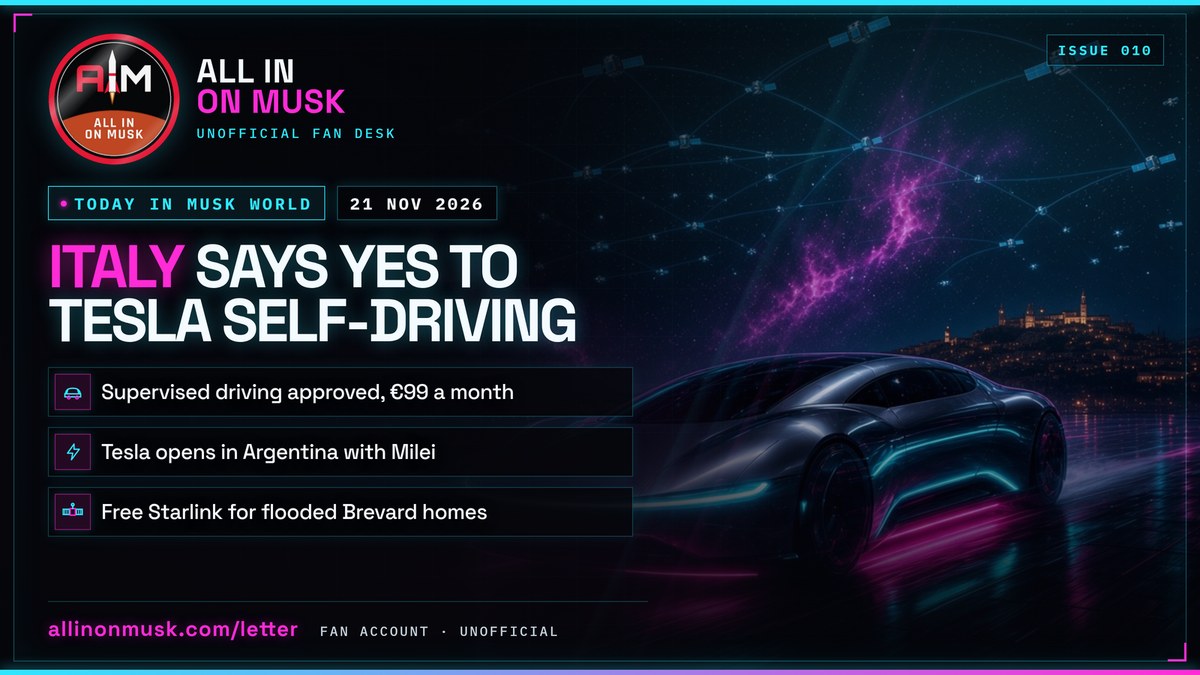 AiM
ALL IN
ON MUSK
ALL IN
ON MUSK
UNOFFICIAL FAN DESK
ISSUE 010
TODAY IN MUSK WORLD
21 NOV 2026
ITALY SAYS YES TO
TESLA SELF-DRIVING
Supervised driving approved, €99 a month
Tesla opens in Argentina with Milei
Free Starlink for flooded Brevard homes
allinonmusk.com/letter
FAN ACCOUNT · UNOFFICIAL